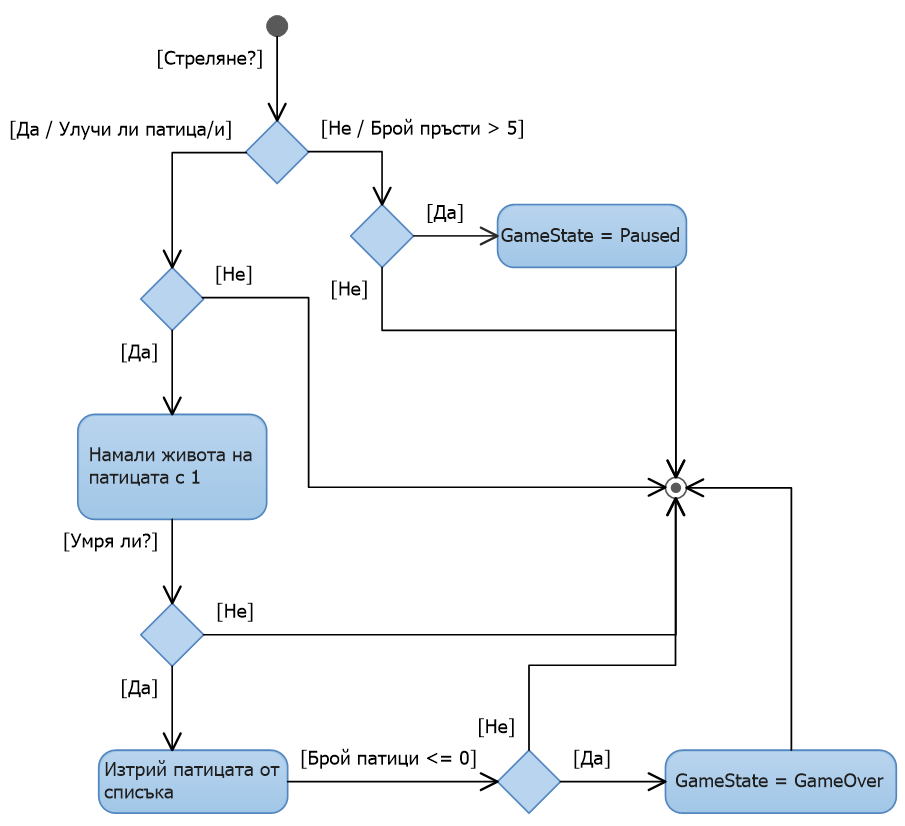 [Стреляне?]
[Да / Улучи ли патица/и]
[Не / Брой пръсти > 5]
[Да]
GameState = Paused
[Не]
[Не]
[Да]
Намали живота на
патицата с 1
[Умря ли?]
[Не]
[Да]
[Не]
[Брой патици <= 0]
[Да]
Изтрий патицата от
списъка
GameState = GameOver